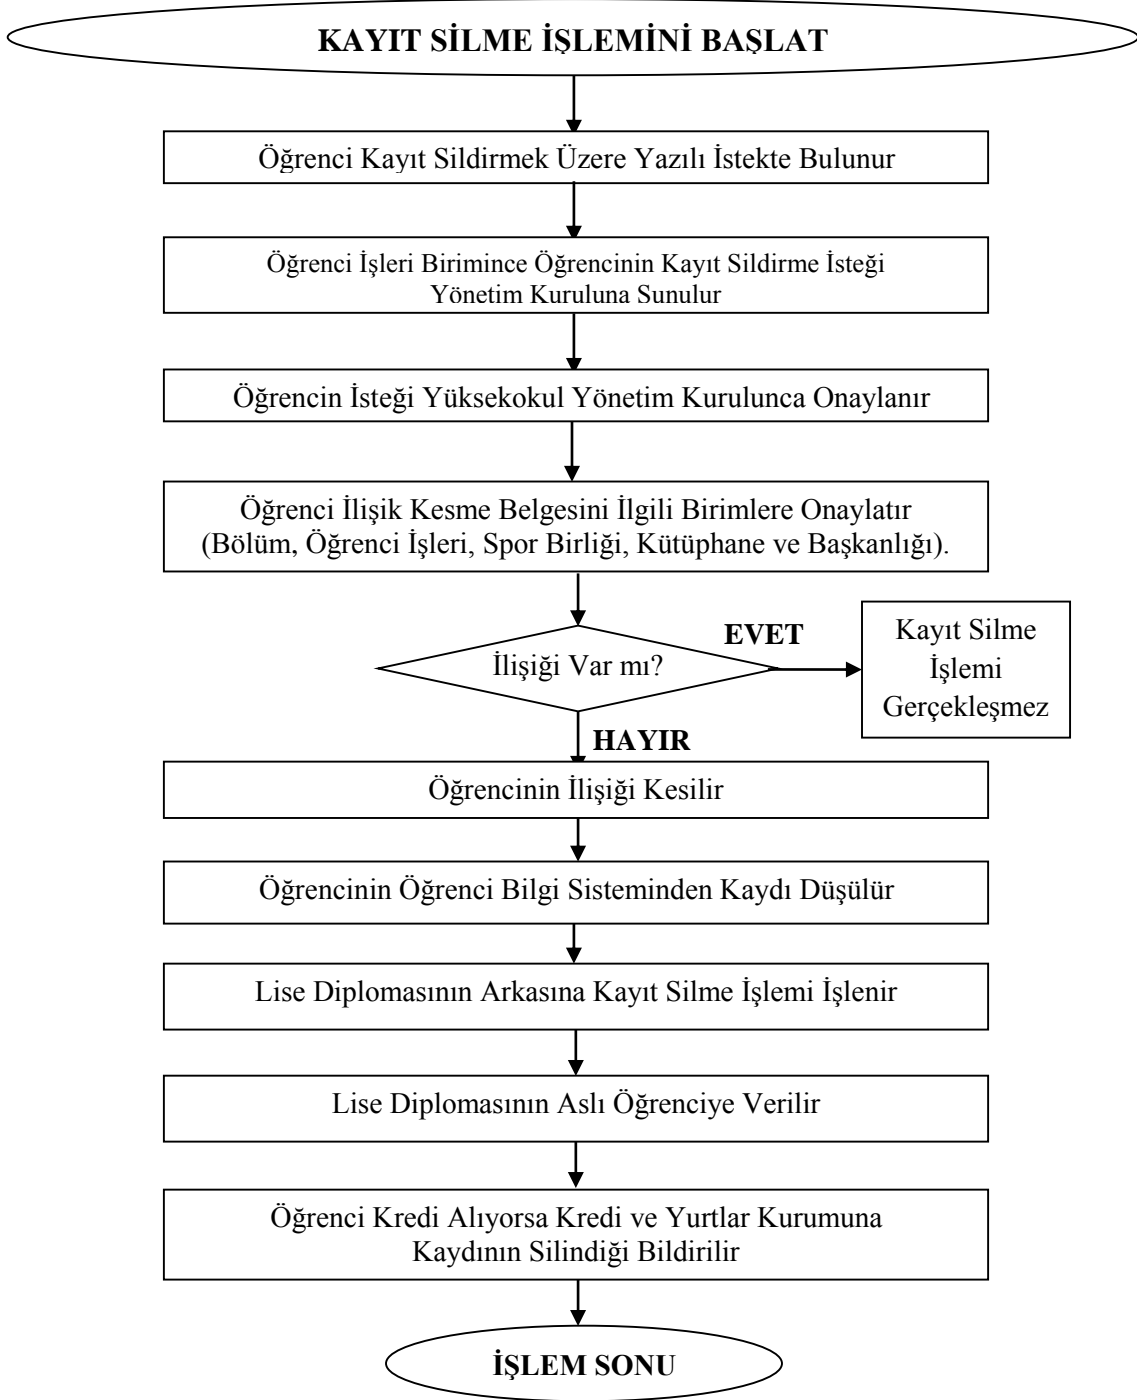 KAYIT SİLME İŞLEMİNİ BAŞLAT
Öğrenci Kayıt Sildirmek Üzere Yazılı İstekte Bulunur
Öğrenci İşleri Birimince Öğrencinin Kayıt Sildirme İsteği
Yönetim Kuruluna Sunulur
Öğrencin İsteği Yüksekokul Yönetim Kurulunca Onaylanır
Öğrenci İlişik Kesme Belgesini İlgili Birimlere Onaylatır
(Bölüm, Öğrenci İşleri, Spor Birliği, Kütüphane ve Başkanlığı).
İlişiği Var mı?
EVET
Kayıt Silme
İşlemi
Gerçekleşmez
HAYIR
Öğrencinin İlişiği Kesilir
Öğrencinin Öğrenci Bilgi Sisteminden Kaydı Düşülür
Lise Diplomasının Arkasına Kayıt Silme İşlemi İşlenir
Lise Diplomasının Aslı Öğrenciye Verilir
Öğrenci Kredi Alıyorsa Kredi ve Yurtlar Kurumuna
Kaydının Silindiği Bildirilir
İŞLEM SONU